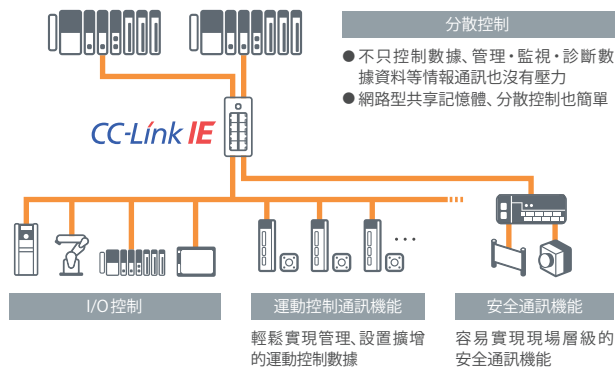 分散控制
●不只控制數據、管理・監視・診斷數
據資料等情報通訊也沒有壓力
●網路型共享記憶體、分散控制也簡單
CC-Link IE
I/O控制
運動控制通訊機能
安全通訊機能
輕鬆實現管理、設置擴增
的運動控制數據
容易實現現場層級的
安全通訊機能